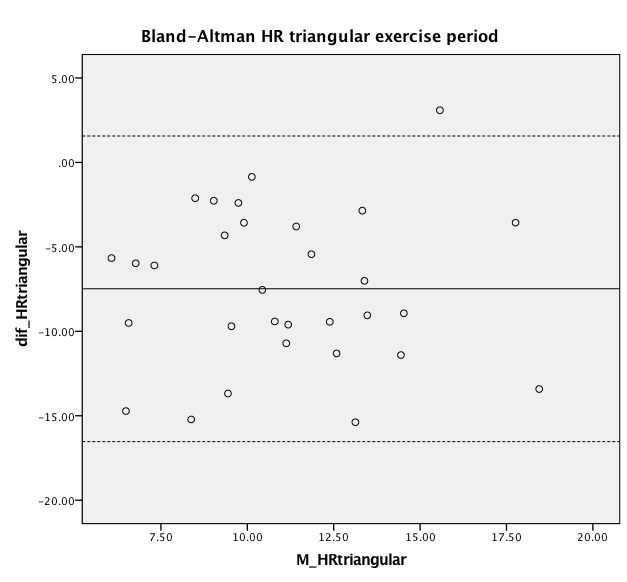 Bland-Altman HR triangular exercise period
5.00
.00
-5.00
-10.00
-15.00
-20.00
dif_HRtriangular
7.50 10.00 12.50 15.00 17.50 20.00
M_HRtriangular